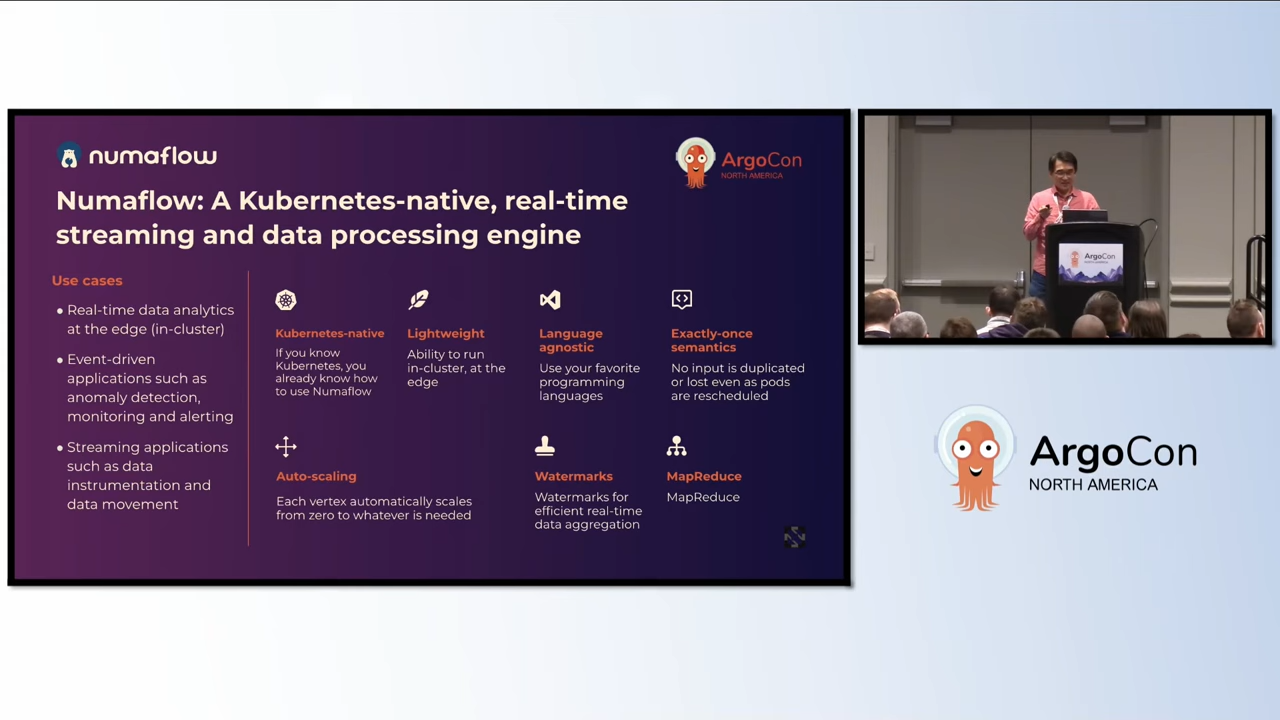 numaflow
ArgoCon
NORTH AMERICA
Numaflow: A Kubernetes-native, real-time
streaming and data processing engine
Use cases
• Real-time data analytics
at the edge (in-cluster)
• Event-driven
applications such as
anomaly detection,
monitoring and alerting
• Streaming applications
such as data
instrumentation and
data movement
Kubernetes-native
If you know
Kubernetes, you
already know how
to use Numaflow
Lightweight
Ability to run
in-cluster, at the
edge
Language
agnostic
Use your favorite
programming
languages
Exactly-once
semantics
No input is duplicated
or lost even as pods
are rescheduled
Auto-scaling
Each vertex automatically scales
from zero to whatever is needed
Watermarks
Watermarks for
efficient real-time
data aggregation
MapReduce
MapReduce
ArgoCon
ArgoCon
NORTH AMERICA